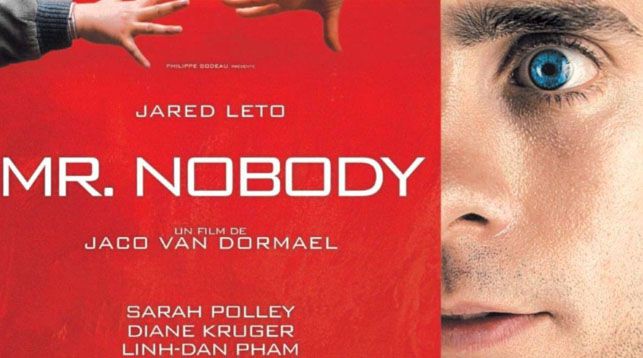 PHILIPPE GODEAU PRÉSENTE
JARED LETO
MR. NOBODY
UN FILM DE
JACO VAN DORMAEL
SARAH POLLEY
DIANE KRUGER
LINH-DAN PHAM